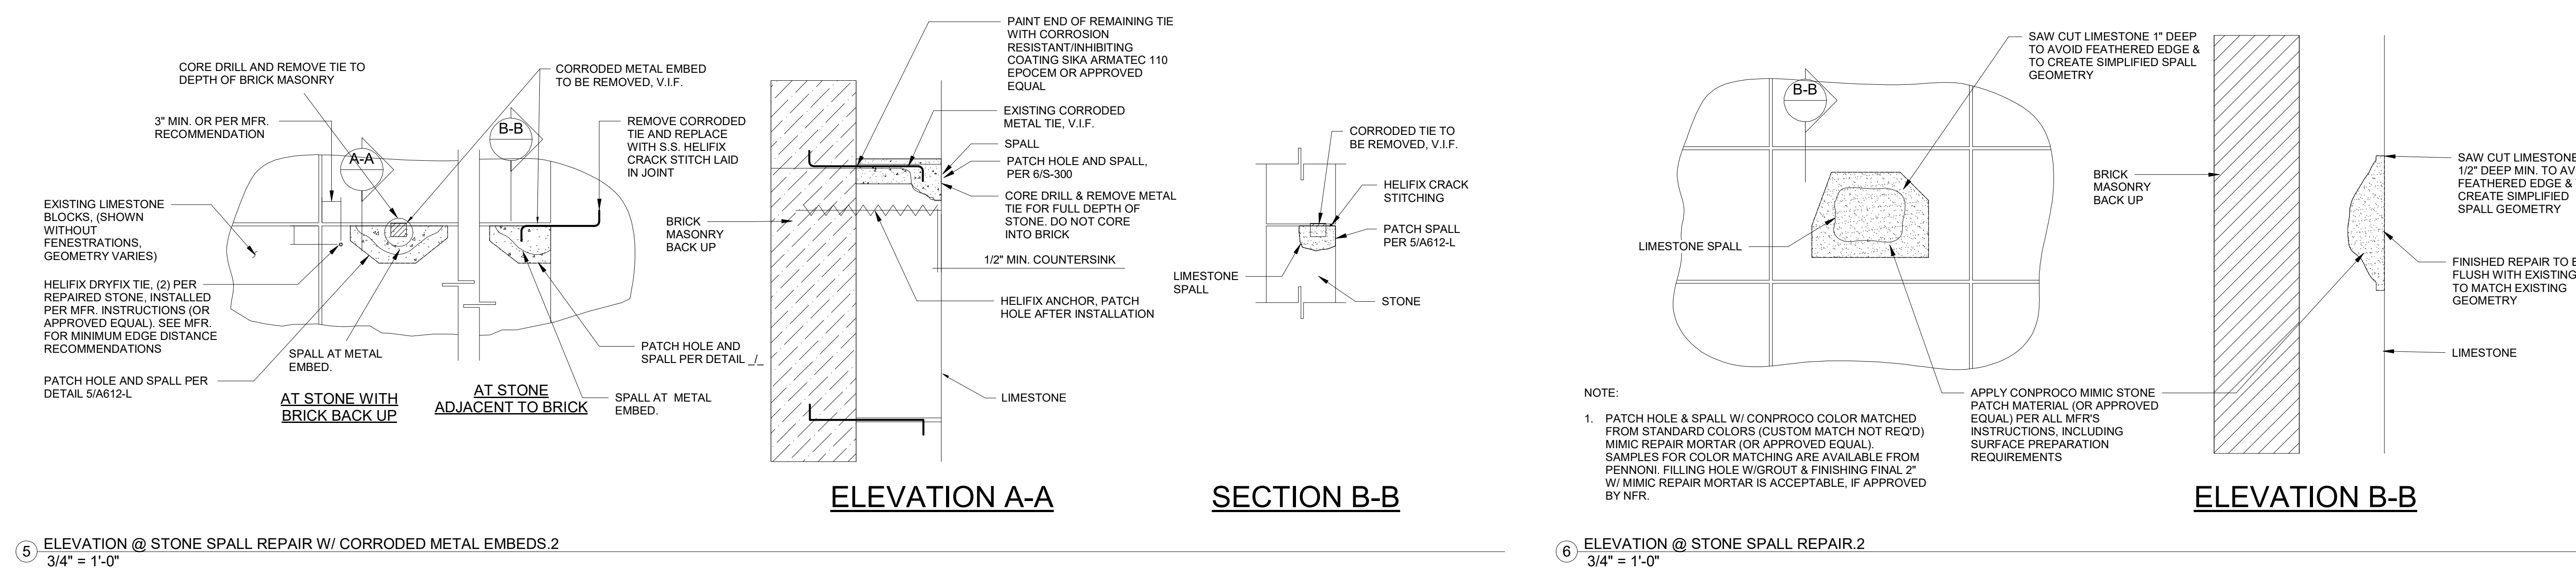 CORE DRILL AND REMOVE TIE TO
DEPTH OF BRICK MASONRY
3" MIN. OR PER MFR.
RECOMMENDATION
A-A
EXISTING LIMESTONE
BLOCKS, (SHOWN
WITHOUT
FENESTRATIONS,
GEOMETRY VARIES)
HELIFIX DRYFIX TIE, (2) PER
REPAIRED STONE, INSTALLED
PER MFR. INSTRUCTIONS (OR
APPROVED EQUAL). SEE MFR.
FOR MINIMUM EDGE DISTANCE
RECOMMENDATIONS
PATCH HOLE AND SPALL PER
DETAIL 5/A612-L
SPALL AT METAL
EMBED.
AT STONE WITH
BRICK BACK UP
CORRODED METAL EMBED
TO BE REMOVED, V.I.F.
B-B
REMOVE CORRODED
TIE AND REPLACE
WITH S.S. HELIFIX
CRACK STITCH LAID
IN JOINT
PATCH HOLE AND
SPALL PER DETAIL _/_
SPALL AT METAL
EMBED.
AT STONE
ADJACENT TO BRICK
BRICK
MASONRY
BACK UP
PAINT END OF REMAINING TIE
WITH CORROSION
RESISTANT/INHIBITING
COATING SIKA ARMATEC 110
EPOCEM OR APPROVED
EQUAL
EXISTING CORRODED
METAL TIE, V.I.F.
SPALL
PATCH HOLE AND SPALL,
PER 6/S-300
CORE DRILL & REMOVE METAL
TIE FOR FULL DEPTH OF
STONE. DO NOT CORE
INTO BRICK
1/2" MIN. COUNTERSINK
HELIFIX ANCHOR, PATCH
HOLE AFTER INSTALLATION
LIMESTONE
ELEVATION A-A
CORRODED TIE TO
BE REMOVED, V.I.F.
HELIFIX CRACK
STITCHING
PATCH SPALL
PER 5/A612-L
LIMESTONE
SPALL
STONE
SECTION B-B
5
ELEVATION @ STONE SPALL REPAIR W/ CORRODED METAL EMBEDS.2
3/4" = 1'-0"
B-B
SAW CUT LIMESTONE 1" DEEP
TO AVOID FEATHERED EDGE &
TO CREATE SIMPLIFIED SPALL
GEOMETRY
LIMESTONE SPALL
NOTE:
1. PATCH HOLE & SPALL W/ CONPROCO COLOR MATCHED
FROM STANDARD COLORS (CUSTOM MATCH NOT REQ'D)
MIMIC REPAIR MORTAR (OR APPROVED EQUAL).
SAMPLES FOR COLOR MATCHING ARE AVAILABLE FROM
PENNONI. FILLING HOLE W/GROUT & FINISHING FINAL 2"
W/ MIMIC REPAIR MORTAR IS ACCEPTABLE, IF APPROVED
BY NFR.
APPLY CONPROCO MIMIC STONE
PATCH MATERIAL (OR APPROVED
EQUAL) PER ALL MFR'S
INSTRUCTIONS, INCLUDING
SURFACE PREPARATION
REQUIREMENTS
BRICK
MASONRY
BACK UP
SAW CUT LIMESTONE
1/2" DEEP MIN. TO AV
FEATHERED EDGE &
CREATE SIMPLIFIED
SPALL GEOMETRY
FINISHED REPAIR TO B
FLUSH WITH EXISTING
TO MATCH EXISTING
GEOMETRY
LIMESTONE
ELEVATION B-B
6
ELEVATION @ STONE SPALL REPAIR.2
3/4" = 1'-0"